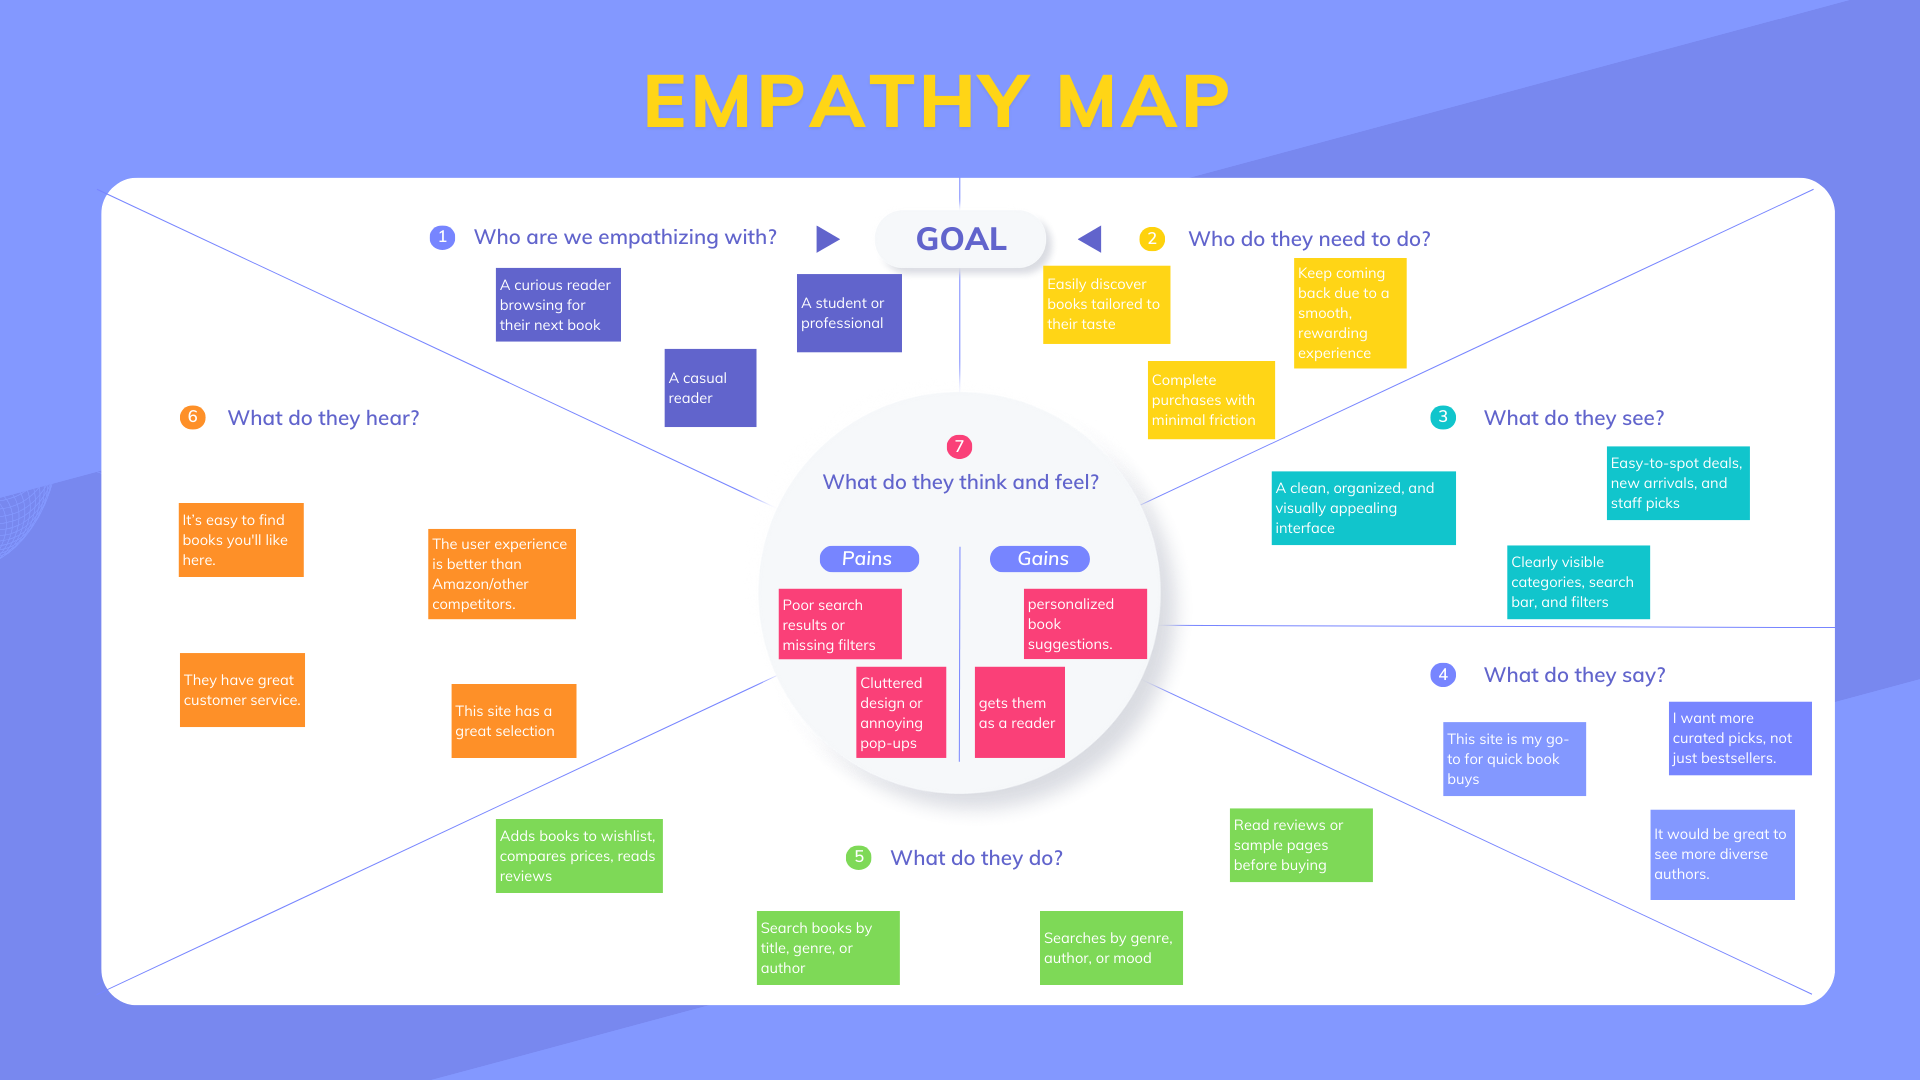 EMPATHY MAP
GOAL
1
Who are we empathizing with?
A curious reader
browsing for
their next book
A casual
reader
A student or
professional
2
Who do they need to do?
Easily discover
books tailored to
their taste
Complete
purchases with
minimal friction
Keep coming
back due to a
smooth,
rewarding
experience
3
What do they see?
A clean, organized, and
visually appealing
interface
Easy-to-spot deals,
new arrivals, and
staff picks
Clearly visible
categories, search
bar, and filters
4
What do they say?
This site is my go-
to for quick book
buys
I want more
curated picks, not
just bestsellers.
It would be great to
see more diverse
authors.
5
What do they do?
Adds books to wishlist,
compares prices, reads
reviews
Search books by
title, genre, or
author
Searches by genre,
author, or mood
Read reviews or
sample pages
before buying
6
What do they hear?
It's easy to find
books you'll like
here.
The user experience
is better than
Amazon/other
competitors.
They have great
customer service.
This site has a
great selection
7
What do they think and feel?
Pains
Poor search
results or
missing filters
Cluttered
design or
annoying
pop-ups
Gains
personalized
book
suggestions.
gets them
as a reader